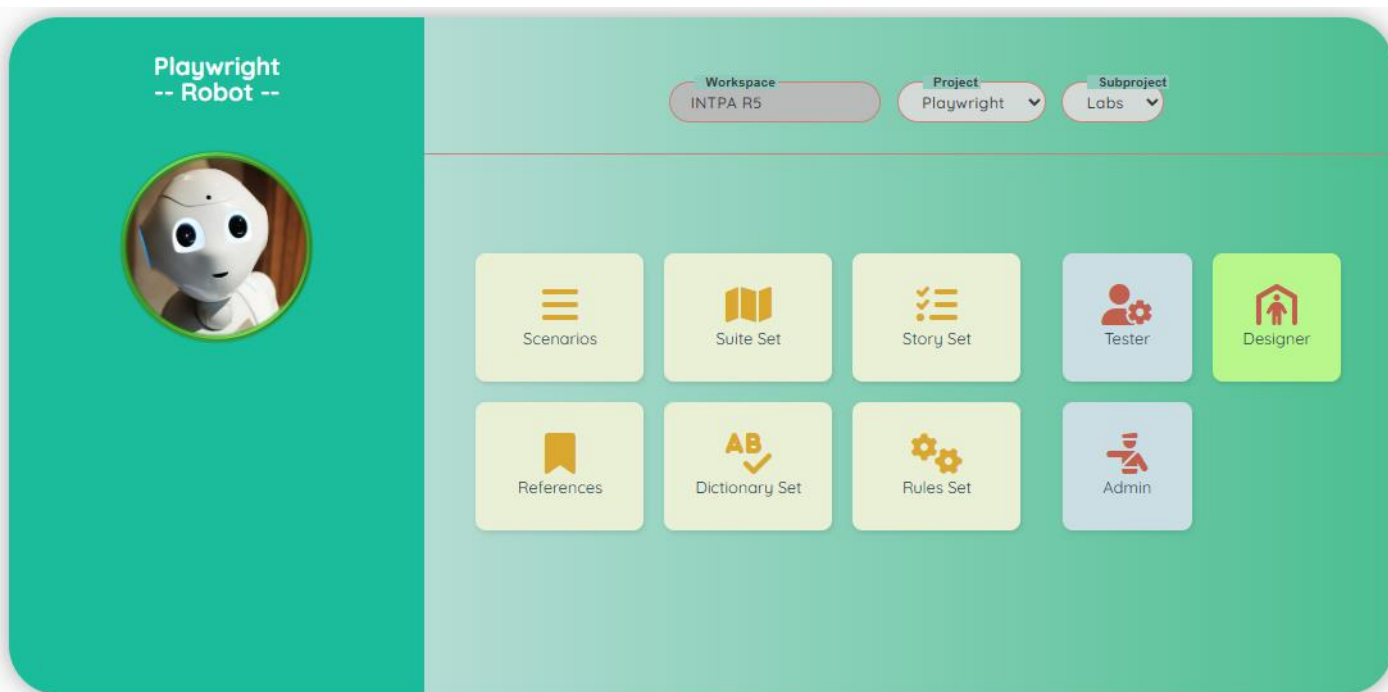 Playwright
-- Robot --
Workspace
INTPA R5
Project
Playwright
Subproject
Labs
Scenarios
Suite Set
Story Set
Tester
Designer
References
AB
Dictionary Set
Rules Set
Admin